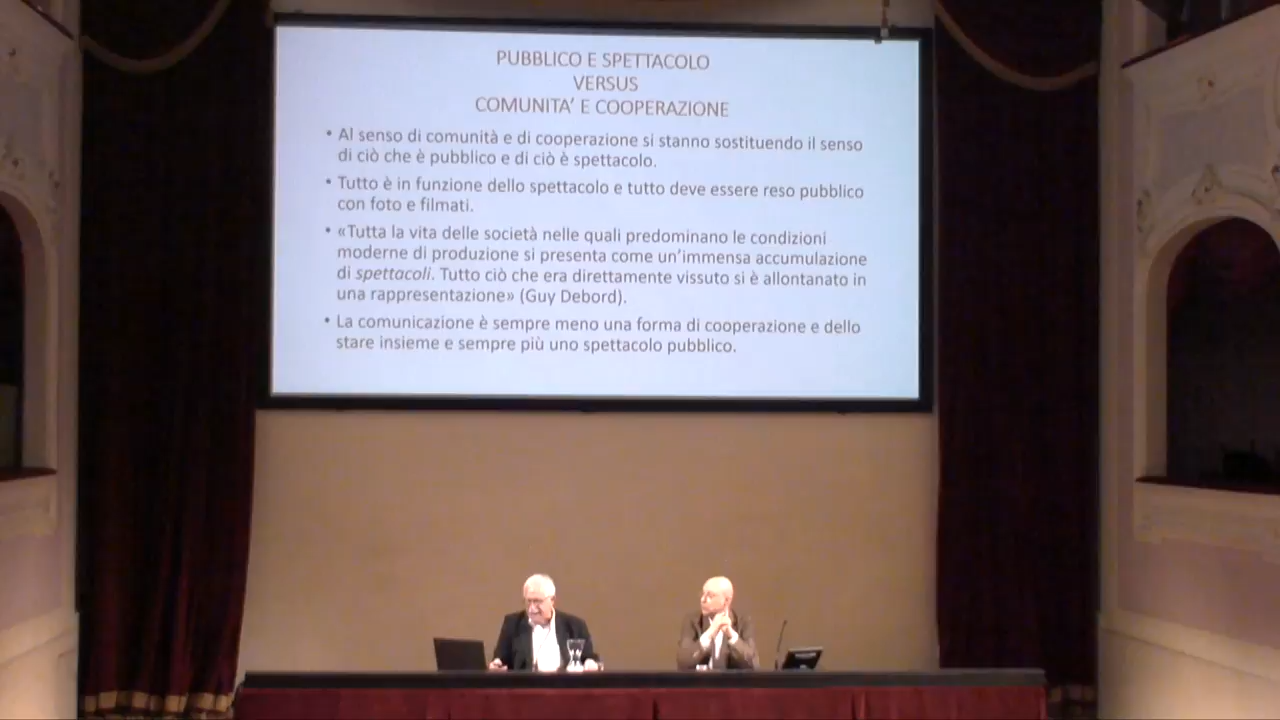 PUBBLICO E SPETTACOLO
VERSUS
COMUNITA' E COOPERAZIONE
• Al senso di comunità e di cooperazione si stanno sostituendo il senso
di ciò che è pubblico e di ciò è spettacolo.
• Tutto è in funzione dello spettacolo e tutto deve essere reso pubblico
con foto e filmati.
• «Tutta la vita delle società nelle quali predominano le condizioni
moderne di produzione si presenta come un'immensa accumulazione
di spettacoli. Tutto ciò che era direttamente vissuto si è allontanato in
una rappresentazione» (Guy Debord).
• La comunicazione è sempre meno una forma di cooperazione e dello
stare insieme e sempre più uno spettacolo pubblico.